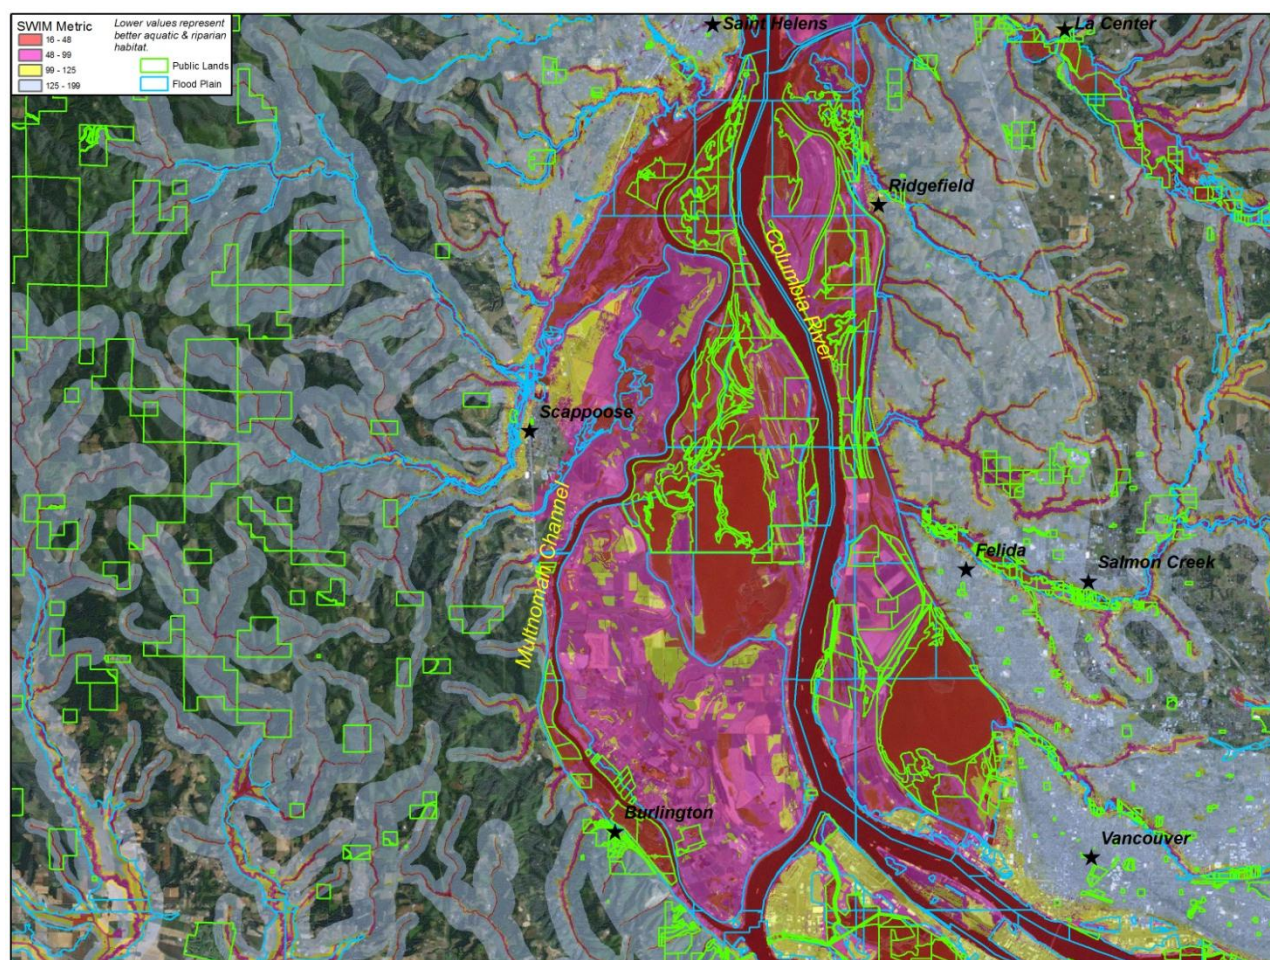 SWIM Metric
Lower values represent
better aquatic & riparian
habitat.
16 - 48
48 - 99
99 - 125
125 - 199
Public Lands
Flood Plain
Saint Helens
La Center
Ridgefield
Columbia River
Scappoose
Multnomah Channel
Felida
Salmon Creek
Burlington
Vancouver